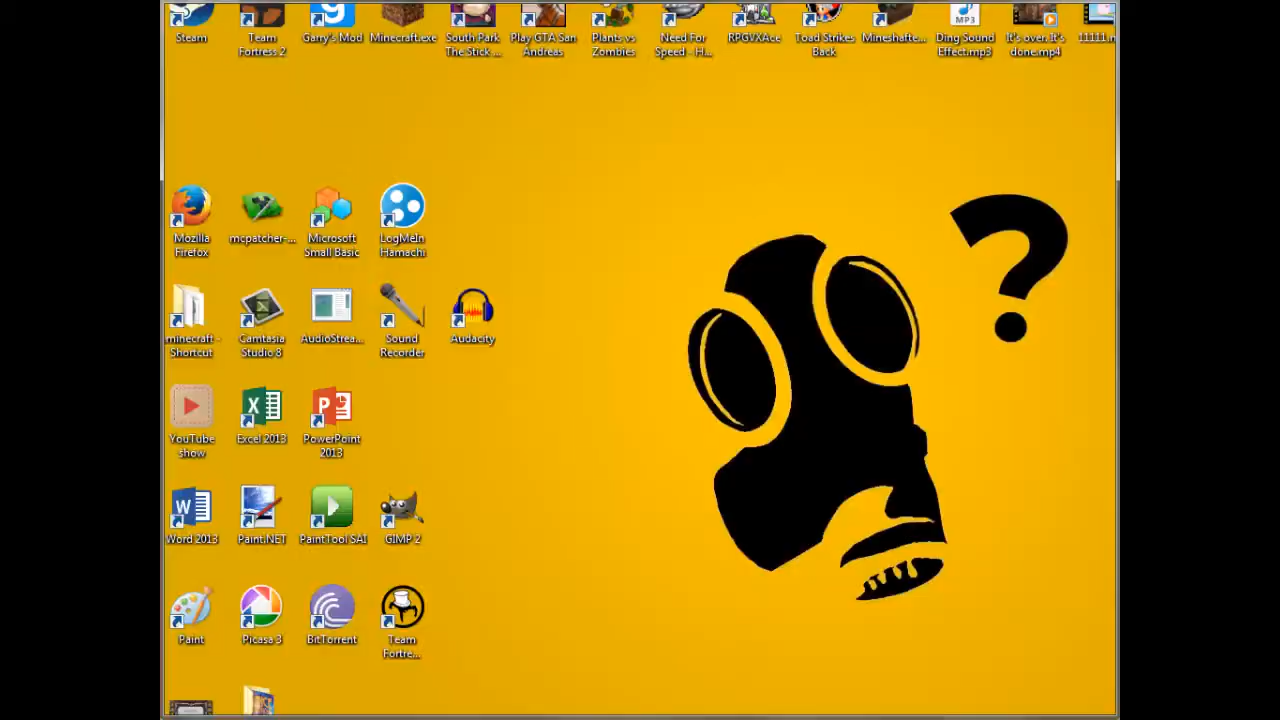 Steam
Team
Fortress 2
Garry's Mod
Minecraft.exe
South Park
The Stick ...
Play GTA San
Andreas
Plants vs
Zombies
Need For
Speed - H...
RPGVXAce
Toad Strikes
Back
Mineshafte...
MP3
Ding Sound
Effect.mp3
It's over. It's
done.mp4
11111.m
?
Mozilla
Firefox
mcpatcher-...
Microsoft
Small Basic
LogMeIn
Hamachi
minecraft -
Shortcut
Camtasia
Studio 8
AudioStrea...
Sound
Recorder
Audacity
YouTube
show
Excel 2013
PowerPoint
2013
Word 2013
Paint.NET
PaintTool SAI
GIMP 2
Paint
Picasa 3
BitTorrent
Team
Fortre...